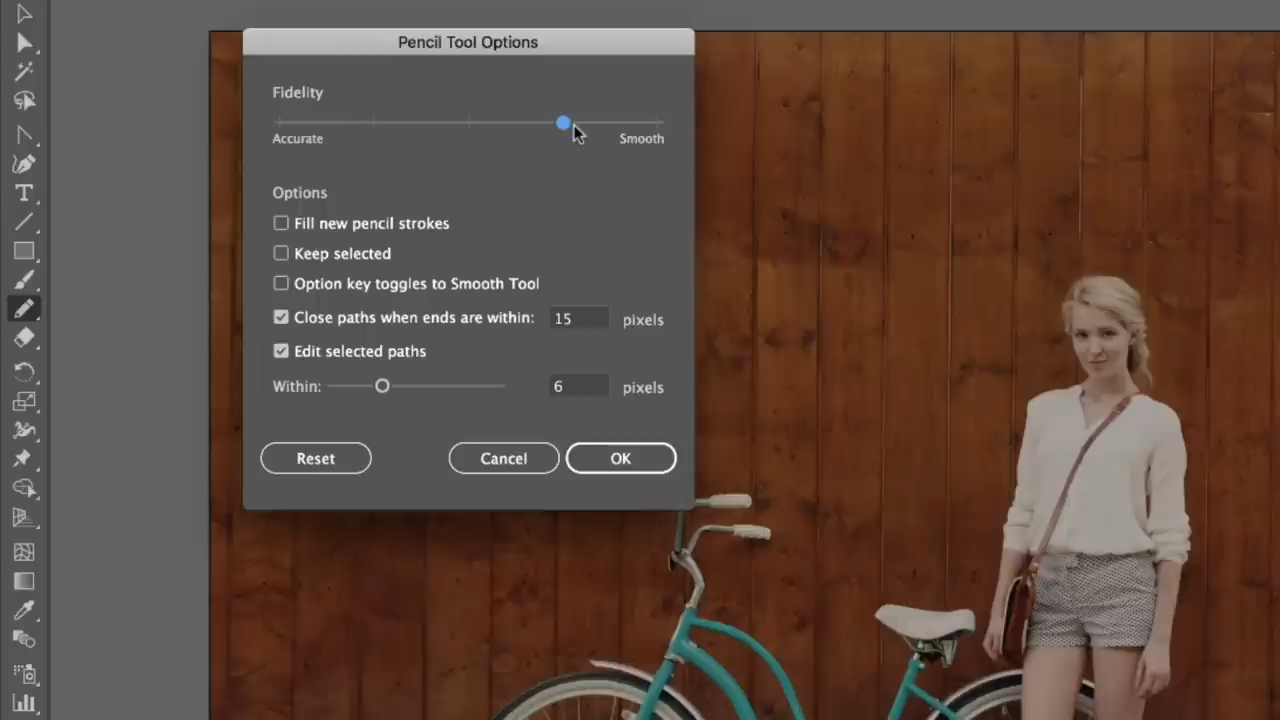 Pencil Tool Options
Fidelity
Accurate Smooth
Options
Fill new pencil strokes
Keep selected
Option key toggles to Smooth Tool
Close paths when ends are within: 15 pixels
Edit selected paths
Within: 6 pixels
Reset Cancel OK